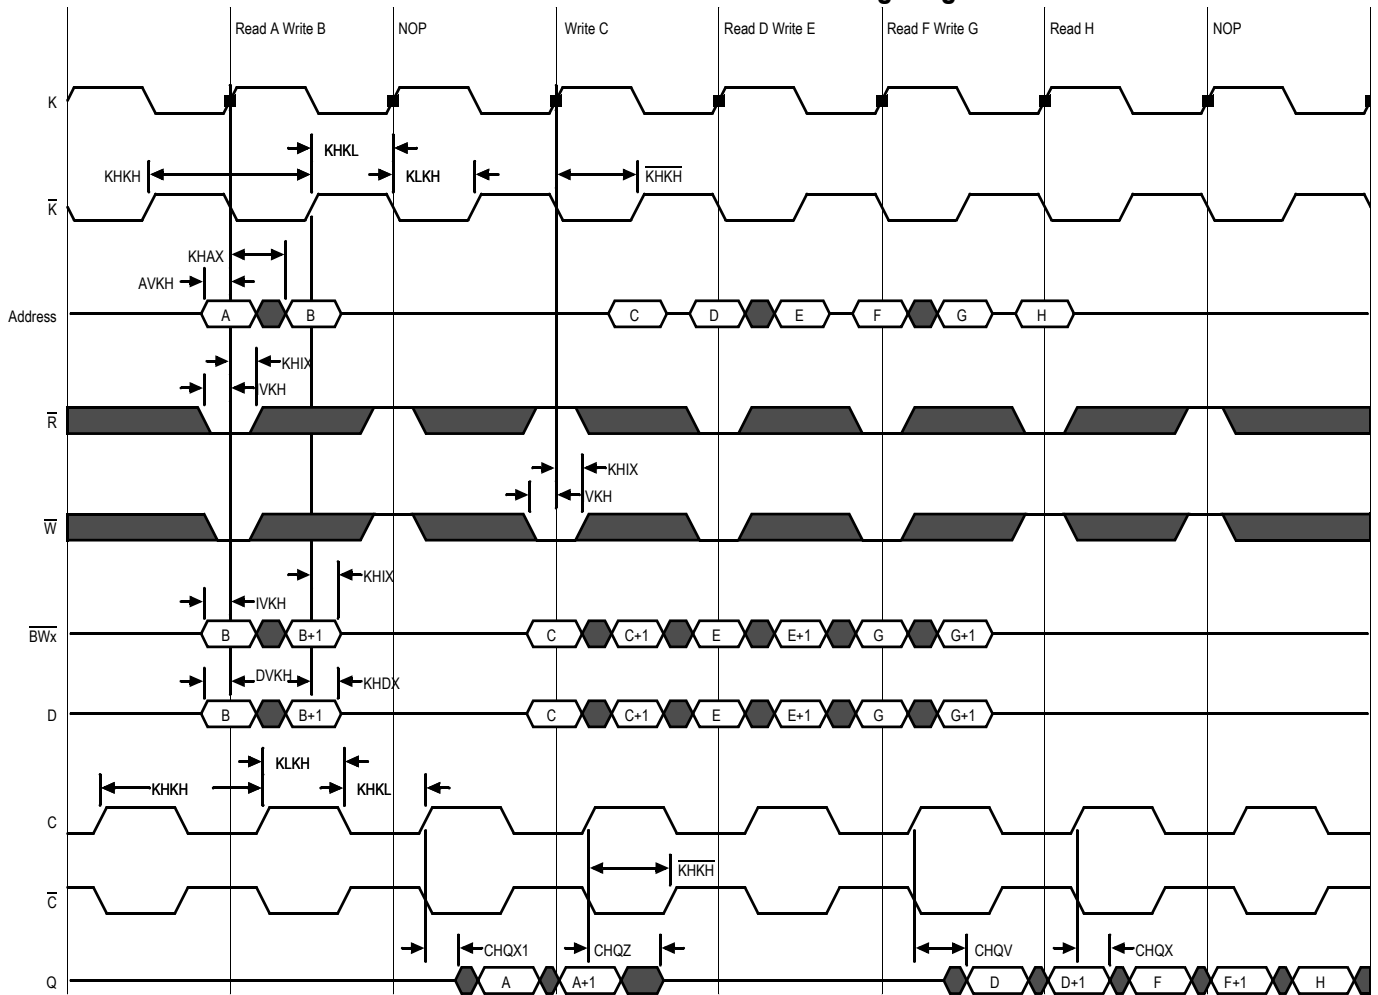 Read A Write B NOP Write C Read D Write E Read F Write G Read H NOP
K
KHKL
KHKH KLKH KHKH
K
KHAX
AVKH
Address A B C D E F G H
KHIX
IVKH
R
KHIX
VKH
W
KHIX
IVKH
BWx B B+1 C C+1 E E+1 G G+1
DVKH KHDX
D B B+1 C C+1 E E+1 G G+1
KLKH
KHKH KHKL
C
KHKH
C
CHQX1 CHQZ CHQV CHQX
Q A A+1 D D+1 F F+1 H